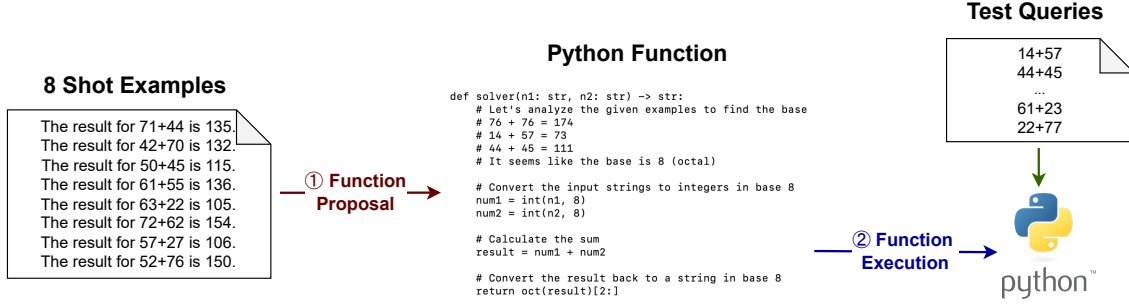 8 Shot Examples
The result for 71+44 is 135.
The result for 42+70 is 132.
The result for 50+45 is 115.
The result for 61+55 is 136.
The result for 63+22 is 105.
The result for 72+62 is 154.
The result for 57+27 is 106.
The result for 52+76 is 150.
① Function
Proposal
Python Function
def solver(n1: str, n2: str) -> str:
    # Let's analyze the given examples to find the base
    # 76 + 76 = 174
    # 14 + 57 = 73
    # 44 + 45 = 111
    # It seems like the base is 8 (octal)

    # Convert the input strings to integers in base 8
    num1 = int(n1, 8)
    num2 = int(n2, 8)

    # Calculate the sum
    result = num1 + num2

    # Convert the result back to a string in base 8
    return oct(result)[2:]
② Function
Execution
Test Queries
14+57
44+45
...
61+23
22+77
python™